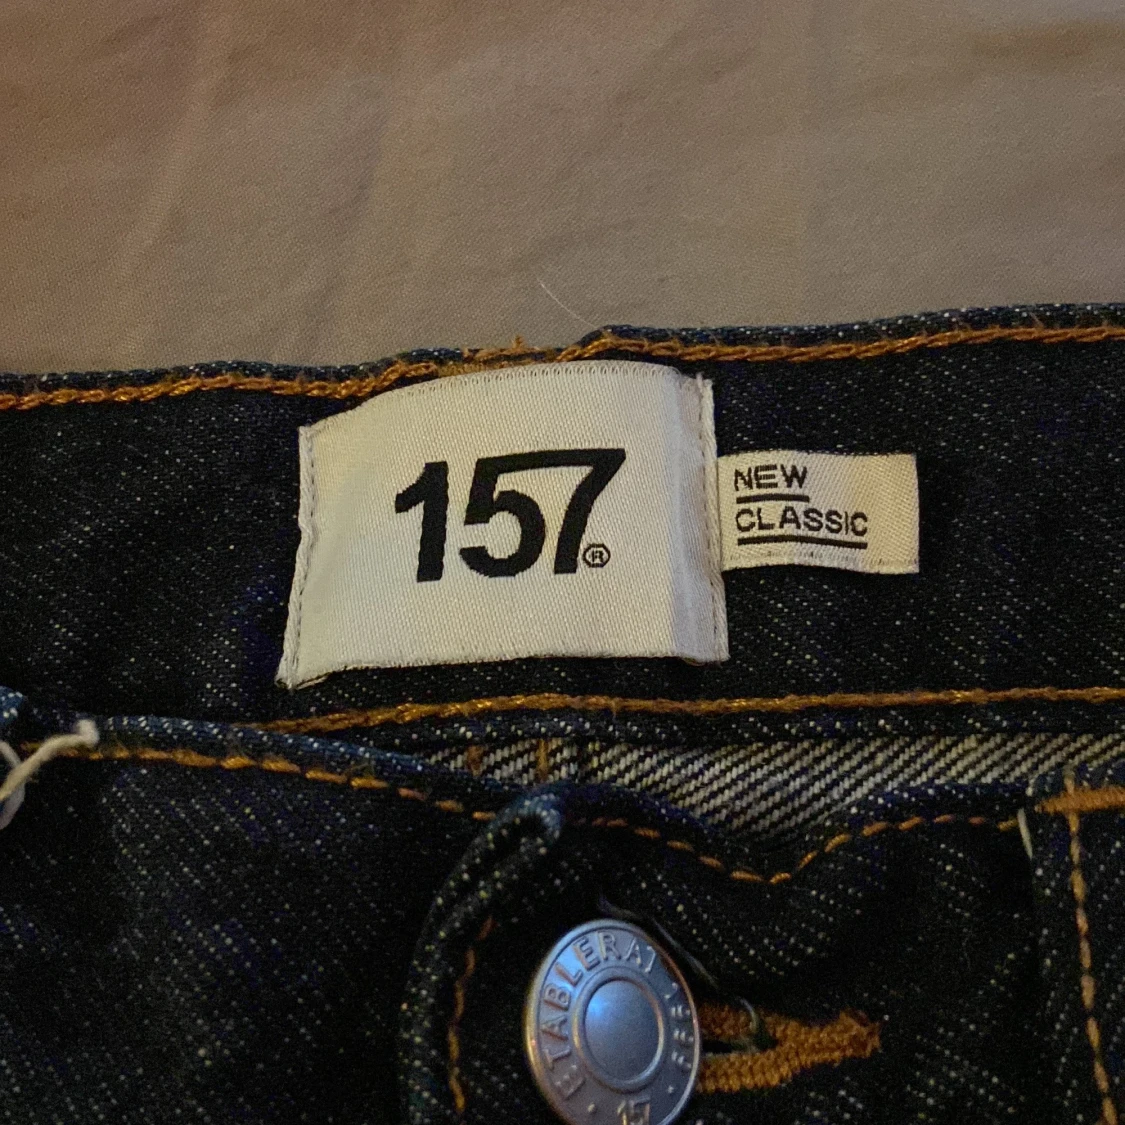 157®
NEW
CLASSIC
ETABLERAT